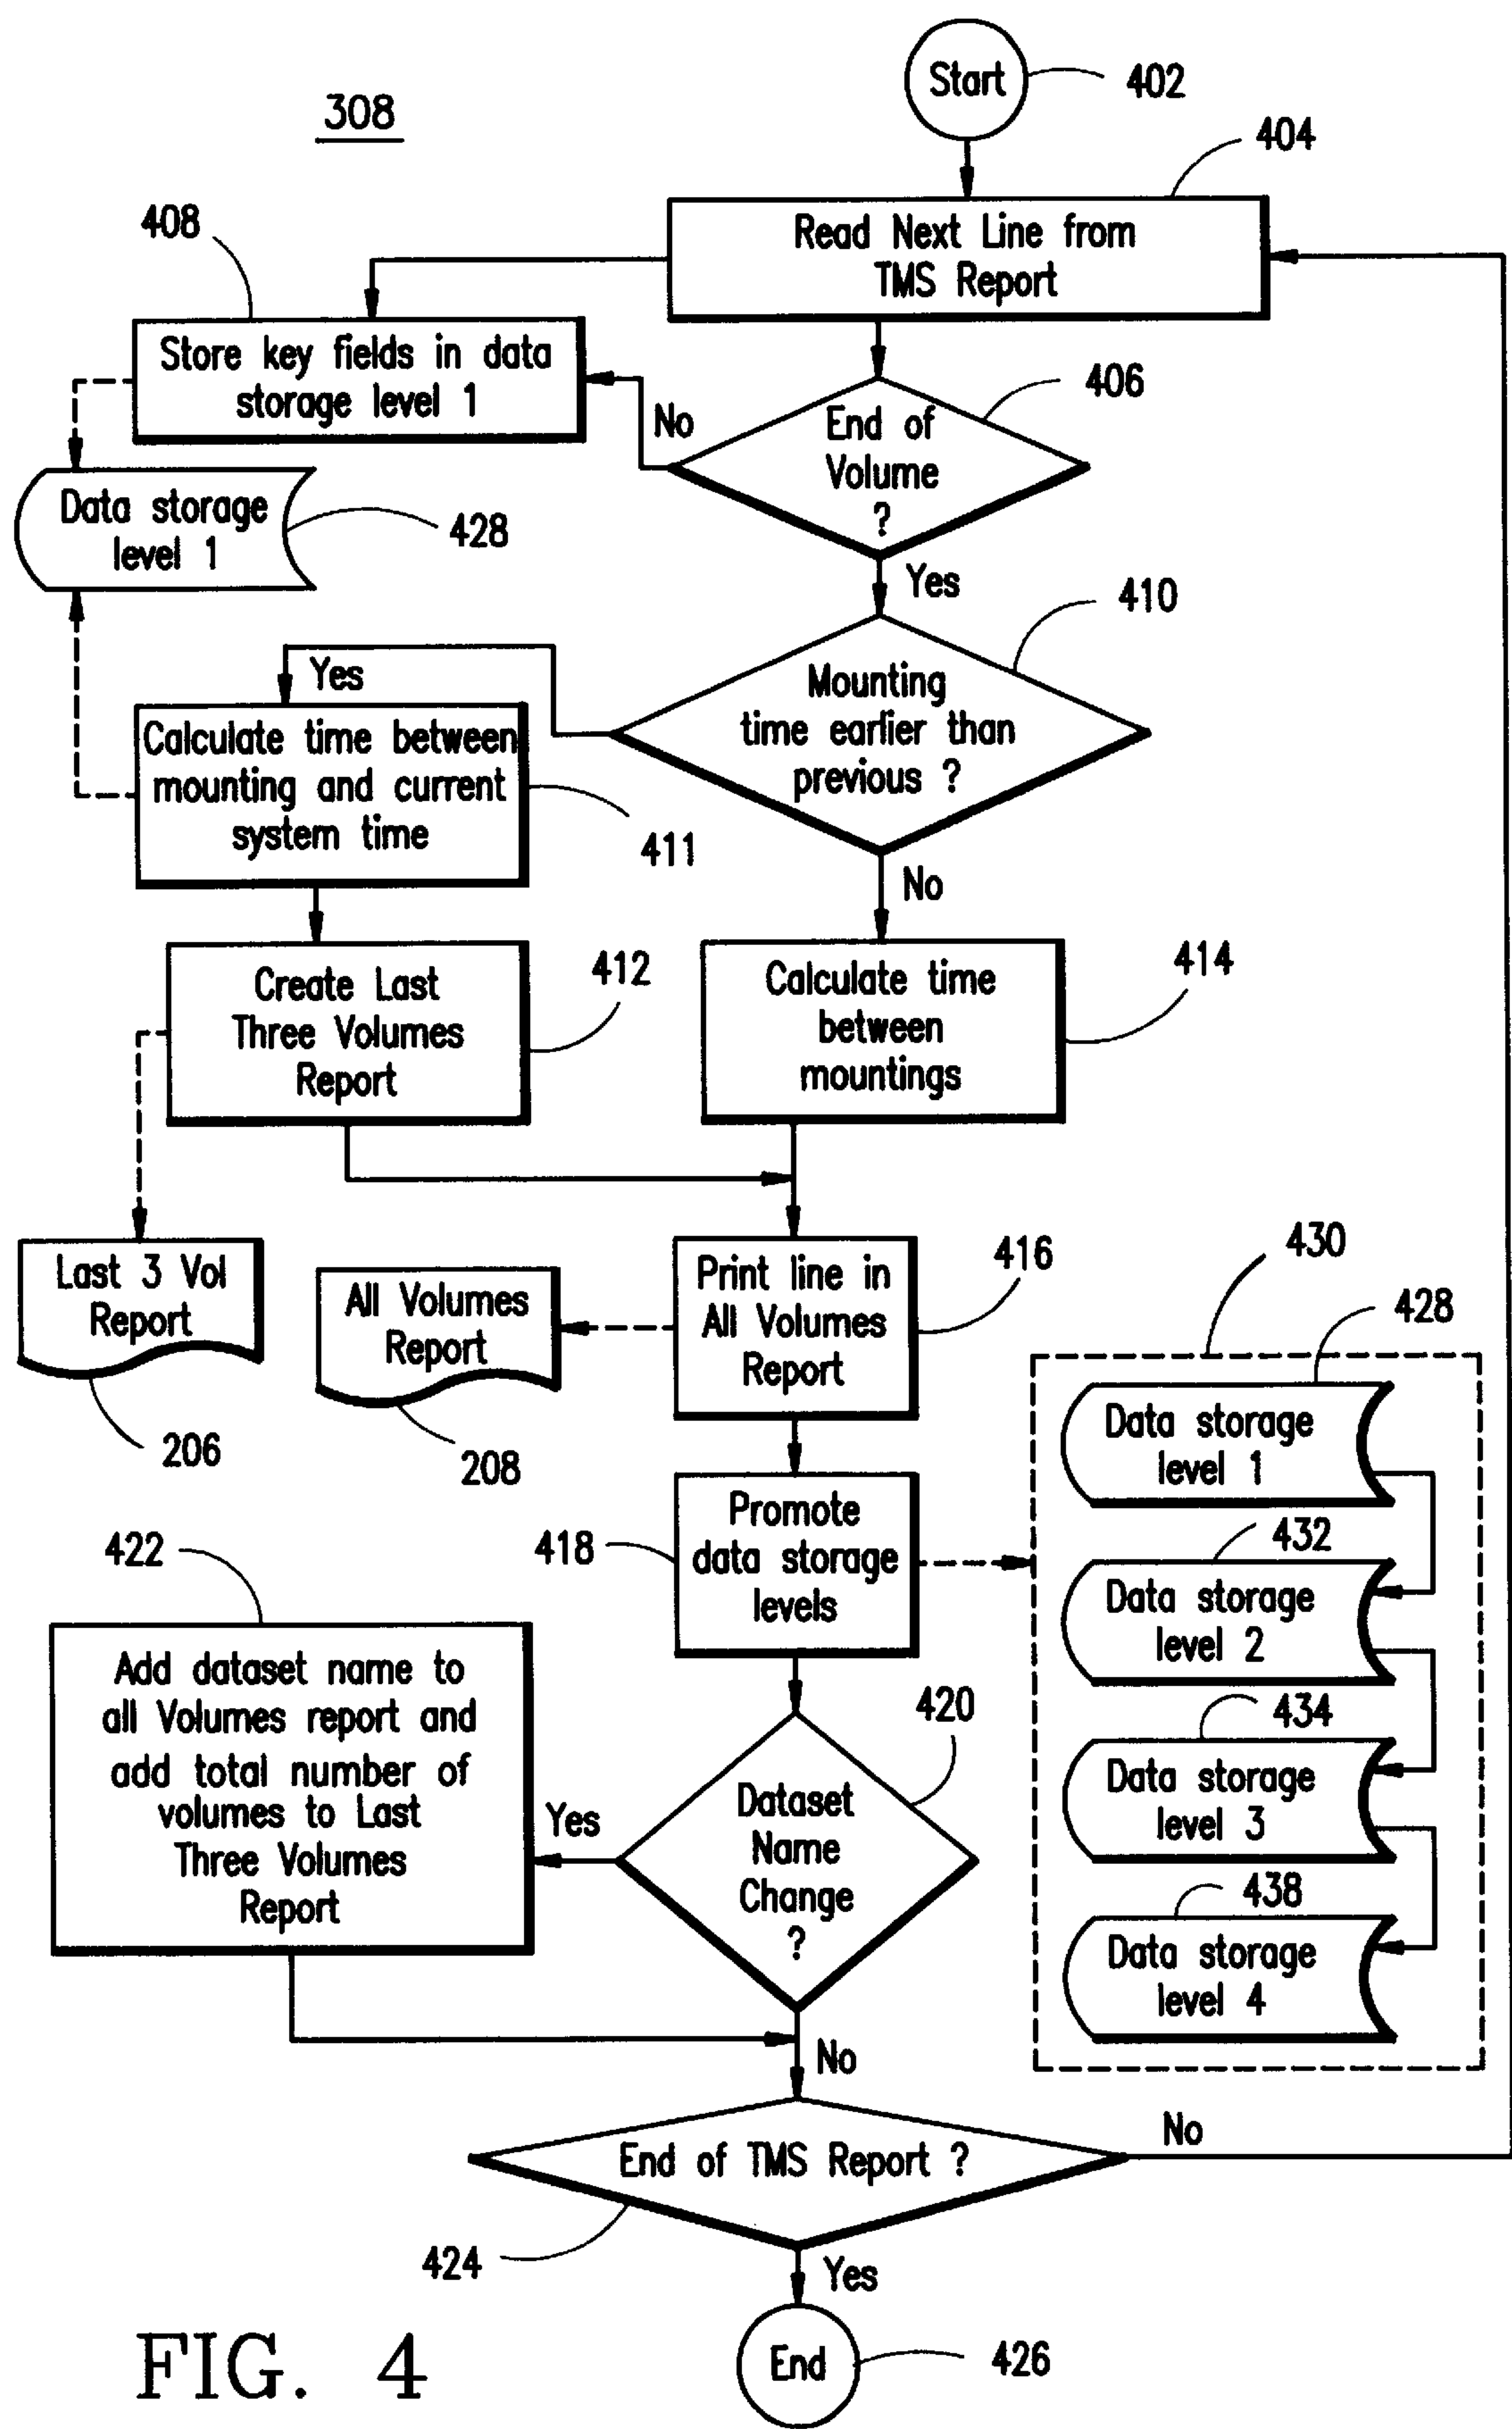 Start
402
308
404
Read Next Line from
TMS Report
408
Store key fields in data
storage level 1
406
End of
Volume
?
No
Yes
Data storage
level 1
428
410
Mounting
time earlier than
previous ?
Yes
No
Calculate time between
mounting and current
system time
411
Create Last
Three Volumes
Report
412
Calculate time
between
mountings
414
Last 3 Vol
Report
206
All Volumes
Report
208
Print line in
All Volumes
Report
416
430
428
Data storage
level 1
432
Data storage
level 2
434
Data storage
level 3
438
Data storage
level 4
418
Promote
data storage
levels
422
Add dataset name to
all Volumes report and
add total number of
volumes to Last
Three Volumes
Report
420
Dataset
Name
Change
?
Yes
No
End of TMS Report ?
No
424
Yes
End
426
FIG. 4